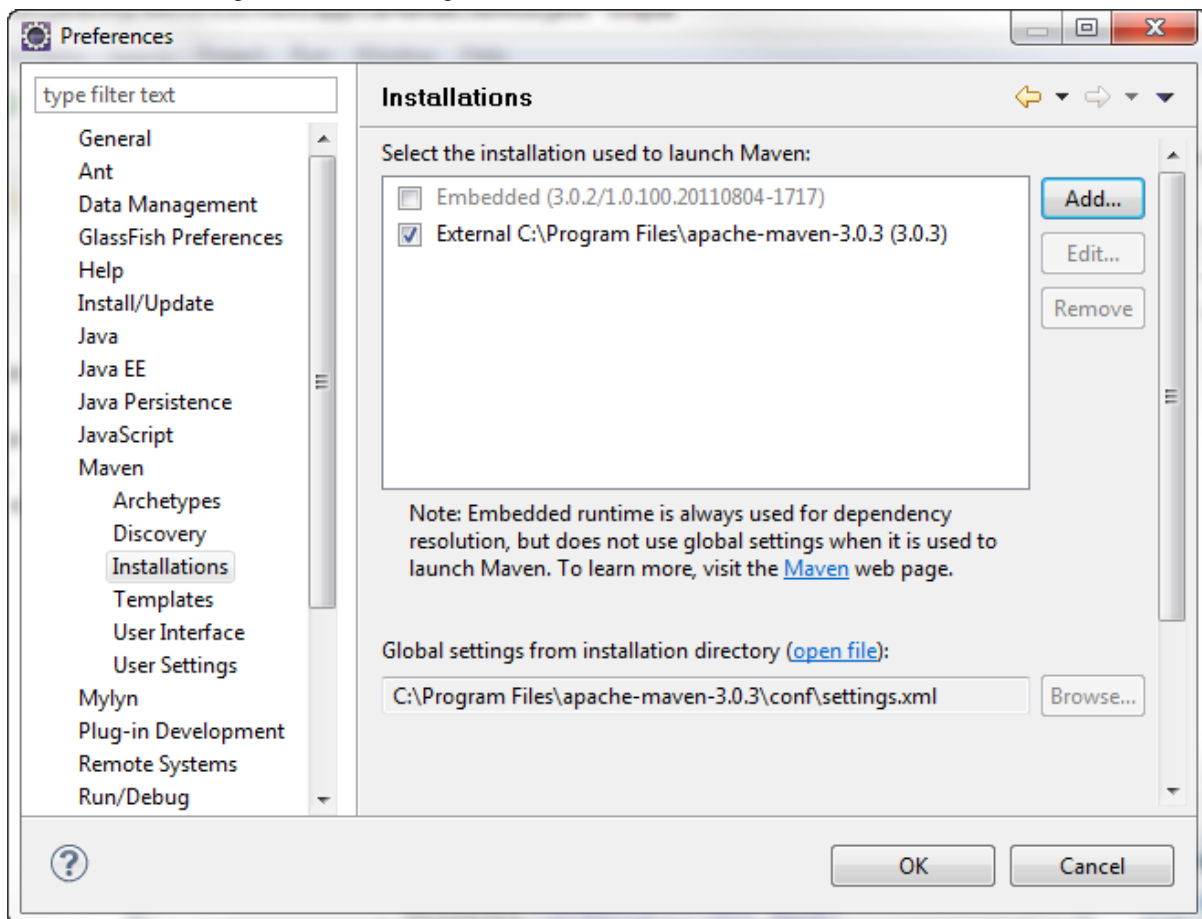 Preferences
type filter text
General
Ant
Data Management
GlassFish Preferences
Help
Install/Update
Java
Java EE
Java Persistence
JavaScript
Maven
Archetypes
Discovery
Installations
Templates
User Interface
User Settings
Mylyn
Plug-in Development
Remote Systems
Run/Debug
Installations
Select the installation used to launch Maven:
Embedded (3.0.2/1.0.100.20110804-1717)
External C:\Program Files\apache-maven-3.0.3 (3.0.3)
Add...
Edit...
Remove
Note: Embedded runtime is always used for dependency
resolution, but does not use global settings when it is used to
launch Maven. To learn more, visit the Maven web page.
Global settings from installation directory (open file):
C:\Program Files\apache-maven-3.0.3\conf\settings.xml
Browse...
?
OK
Cancel